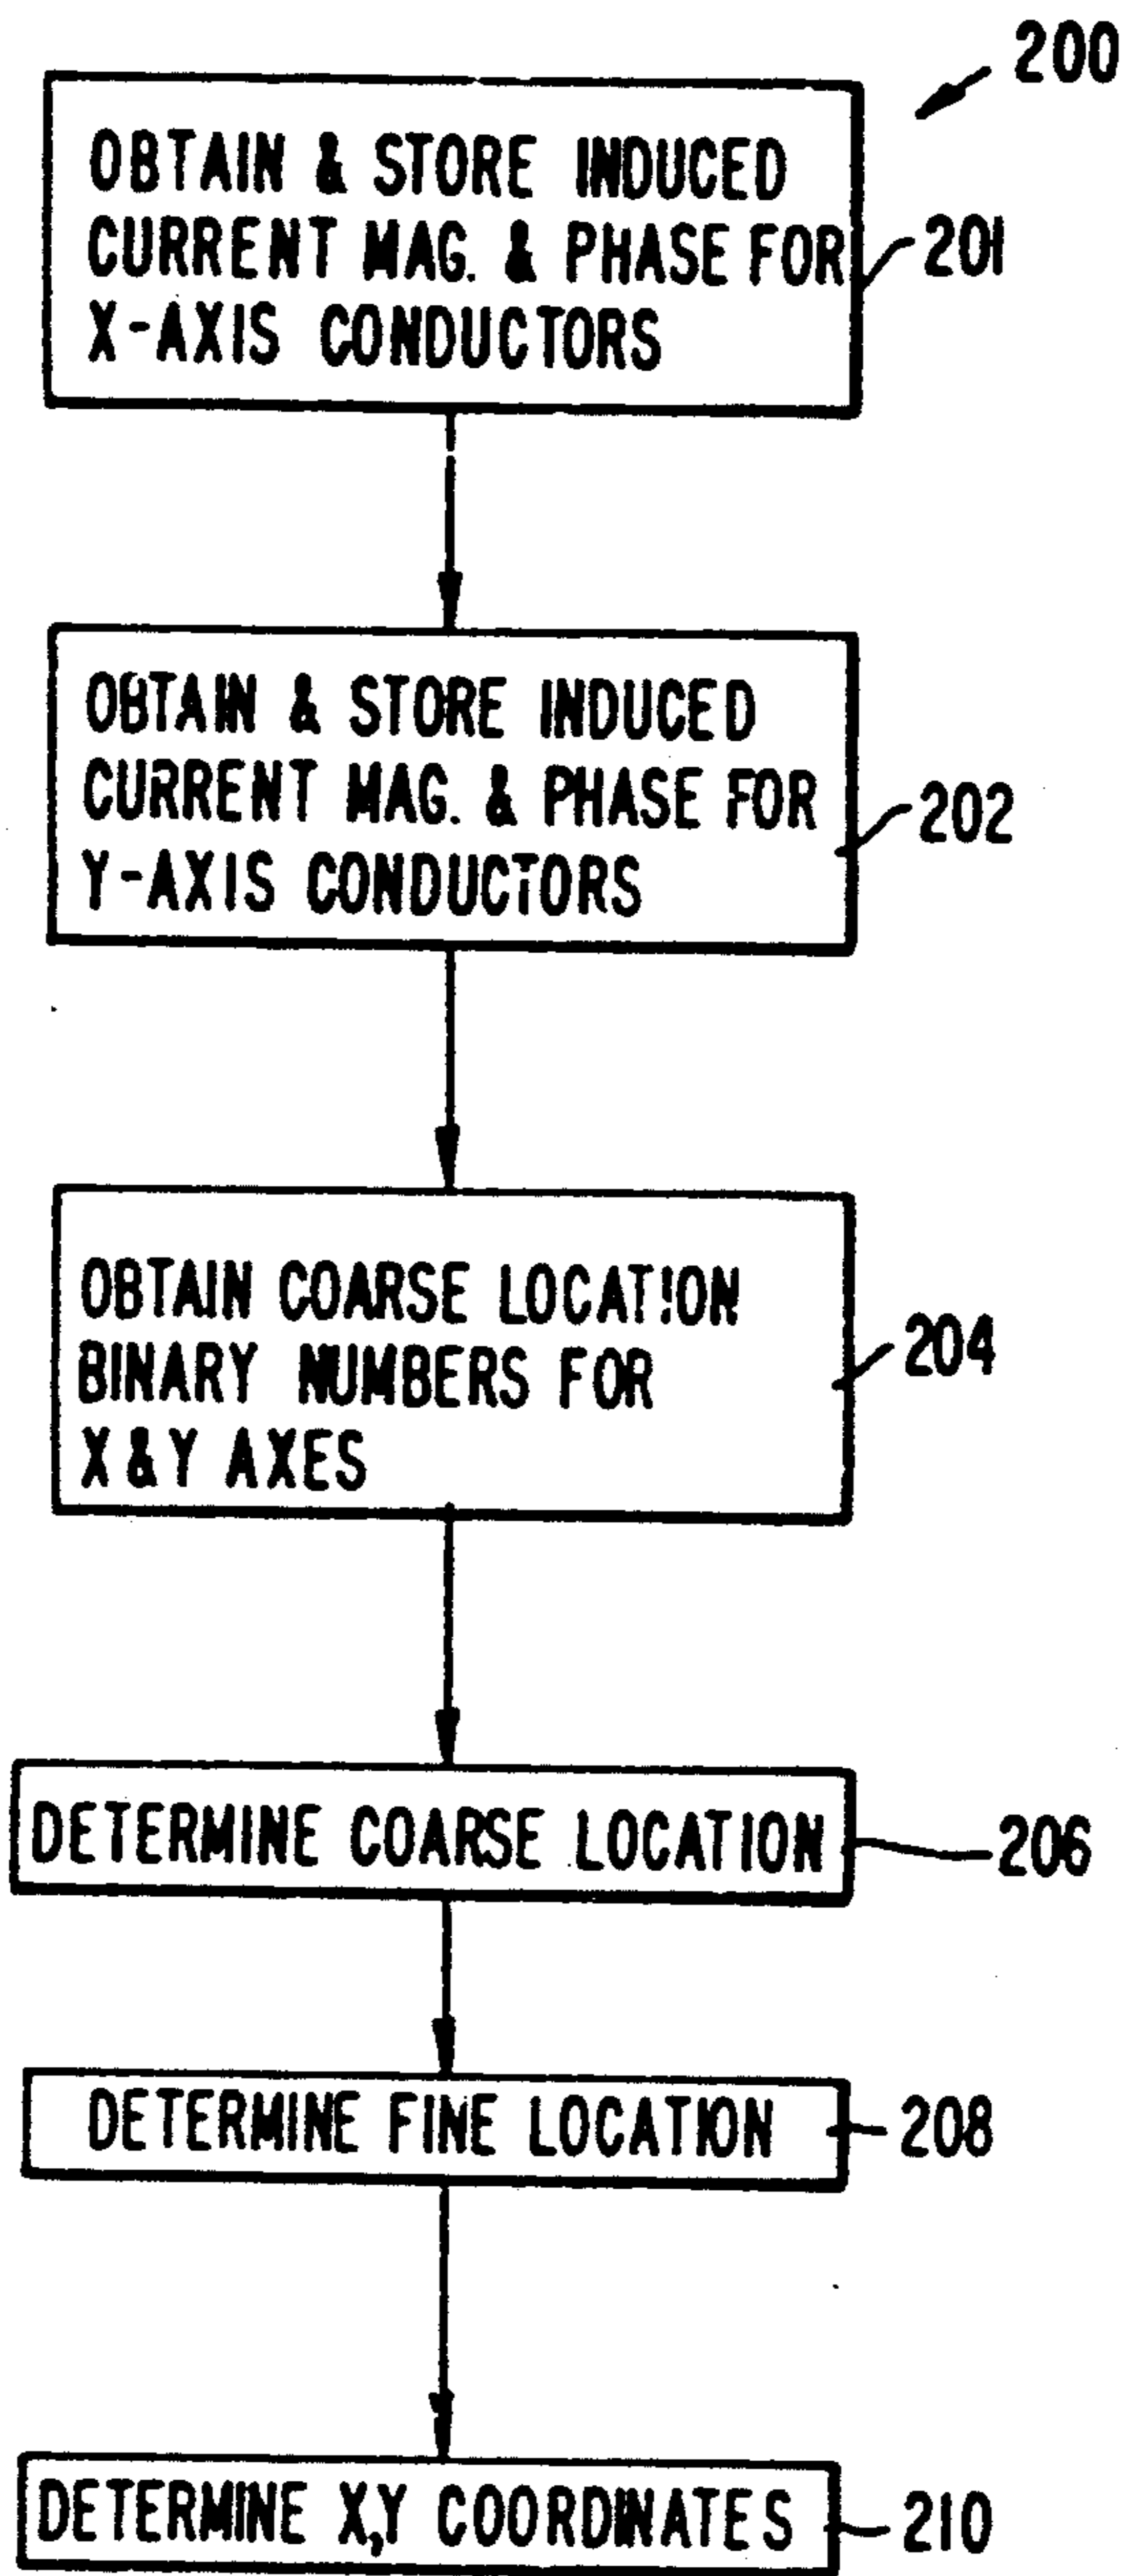 200
OBTAIN & STORE INDUCED
CURRENT MAG. & PHASE FOR
X-AXIS CONDUCTORS
201
OBTAIN & STORE INDUCED
CURRENT MAG. & PHASE FOR
Y-AXIS CONDUCTORS
202
OBTAIN COARSE LOCATION
BINARY NUMBERS FOR
X & Y AXES
204
DETERMINE COARSE LOCATION
206
DETERMINE FINE LOCATION
208
DETERMINE X,Y COORDINATES
210